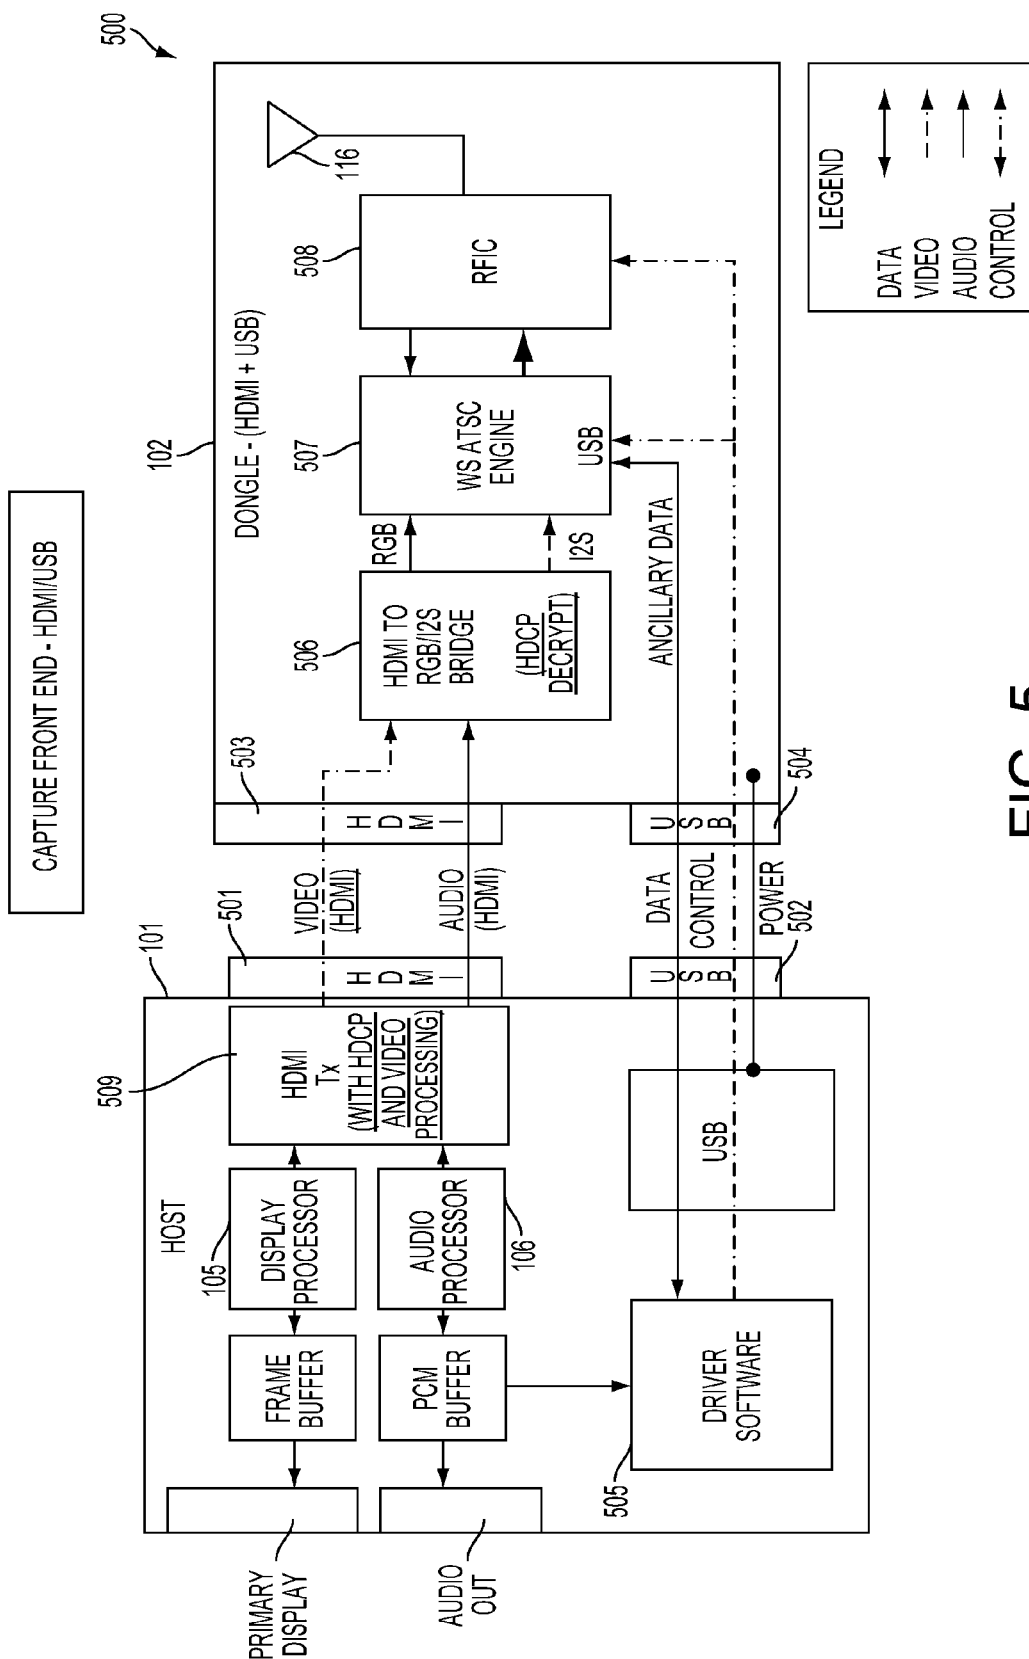 CAPTURE FRONT END - HDMI/USB
500
101
HOST
PRIMARY
DISPLAY
FRAME
BUFFER
105
DISPLAY
PROCESSOR
509
HDMI
Tx
(WITH HDCP
AND VIDEO
PROCESSING)
AUDIO
OUT
PCM
BUFFER
AUDIO
PROCESSOR
106
505
DRIVER
SOFTWARE
USB
501
HDMI
502
USB
VIDEO
(HDMI)
AUDIO
(HDMI)
DATA
CONTROL
POWER
102
DONGLE - (HDMI + USB)
503
HDMI
504
USB
506
HDMI TO
RGB/I2S
BRIDGE
(HDCP
DECRYPT)
RGB
I2S
507
WS ATSC
ENGINE
USB
508
RFIC
116
ANCILLARY DATA
LEGEND
DATA
VIDEO
AUDIO
CONTROL
FIG. 5